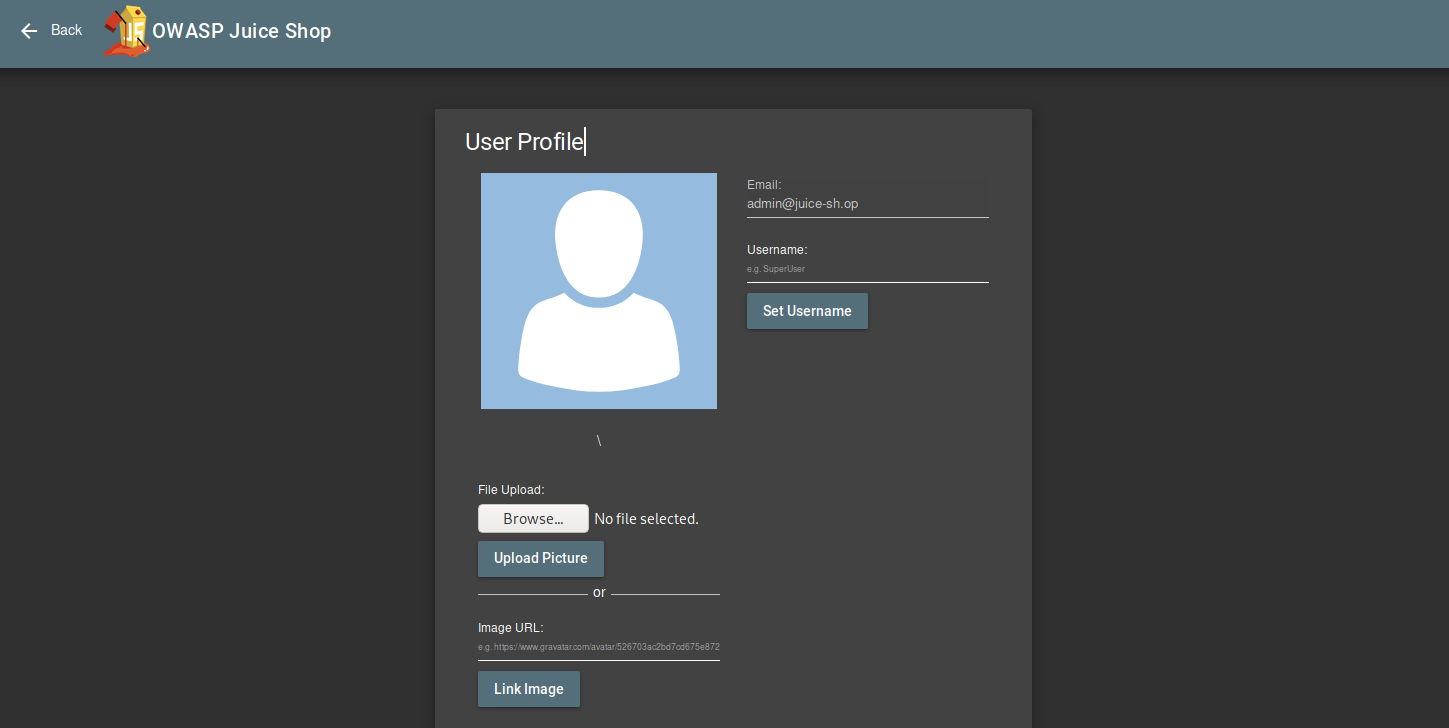 Back
OWASP Juice Shop
User Profile
Email:
admin@juice-sh.op
Username:
e.g. SuperUser
Set Username
\
File Upload:
Browse...
No file selected.
Upload Picture
or
Image URL:
e.g. https://www.gravatar.com/avatar/526703ac2bd7cd675e872
Link Image